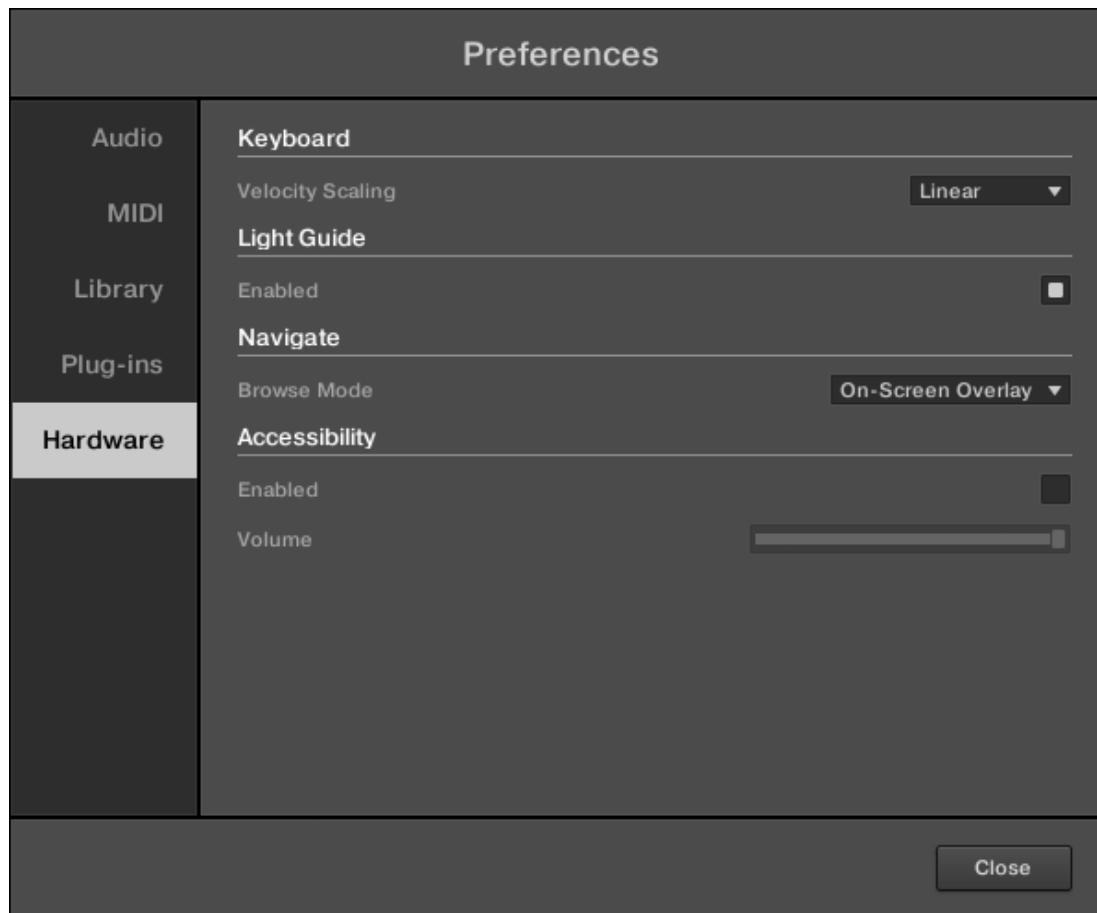 Preferences
Audio
MIDI
Library
Plug-ins
Hardware
Keyboard
Velocity Scaling Linear
Light Guide
Enabled
Navigate
Browse Mode On-Screen Overlay
Accessibility
Enabled
Volume
Close